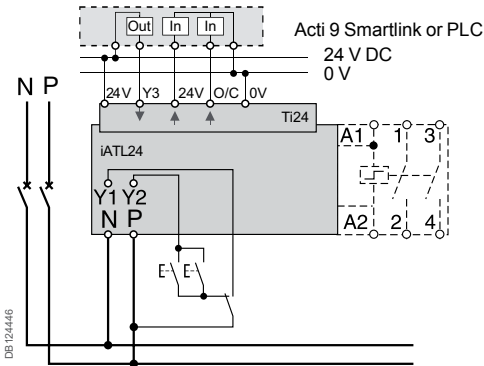 Out In In
Acti 9 Smartlink or PLC
24 V DC
0 V
N P
24V Y3 24V O/C 0V
Ti24
iATL24
A1 1 3
Y1 Y2
N P
A2 2 4
E E
DB124446